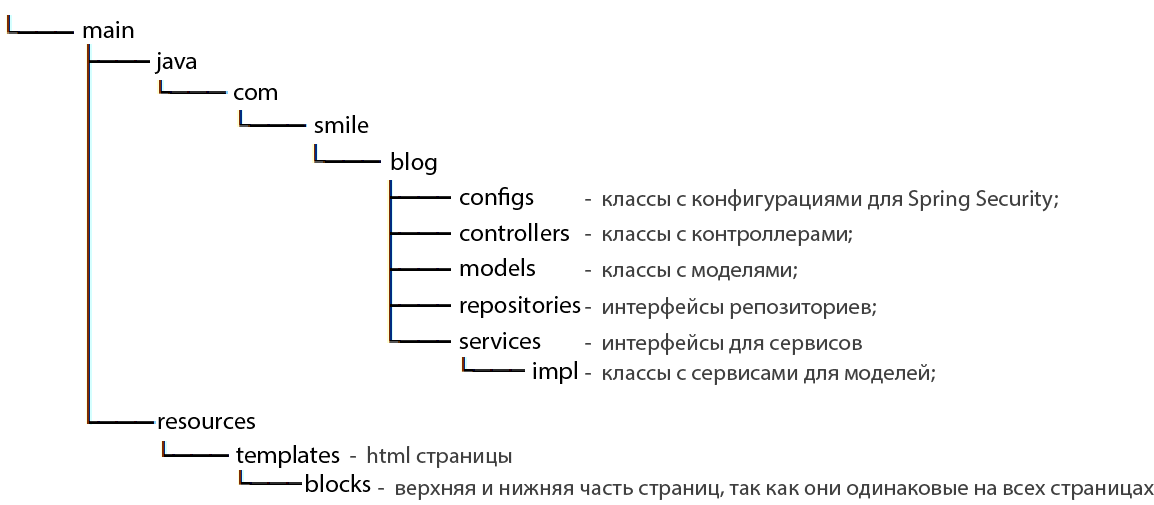 main
java
com
smile
blog
configs - классы с конфигурациями для Spring Security;
controllers - классы с контроллерами;
models - классы с моделями;
repositories - интерфейсы репозиториев;
services - интерфейсы для сервисов
impl - классы с сервисами для моделей;
resources
templates - html страницы
blocks - верхняя и нижняя часть страниц, так как они одинаковые на всех страницах